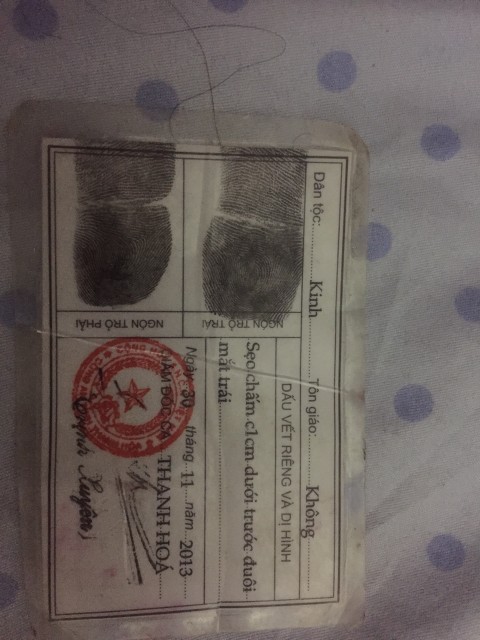 Dân tộc: Kinh Tôn giáo: Không
NGÓN TRỎ TRÁI
NGÓN TRỎ PHẢI
DẤU VẾT RIÊNG VÀ DỊ HÌNH
Sẹo chấm c1cm dưới trước đuôi
mắt trái
Ngày 30 tháng 11 năm 2013
GIÁM ĐỐC CA THANH HOÁ